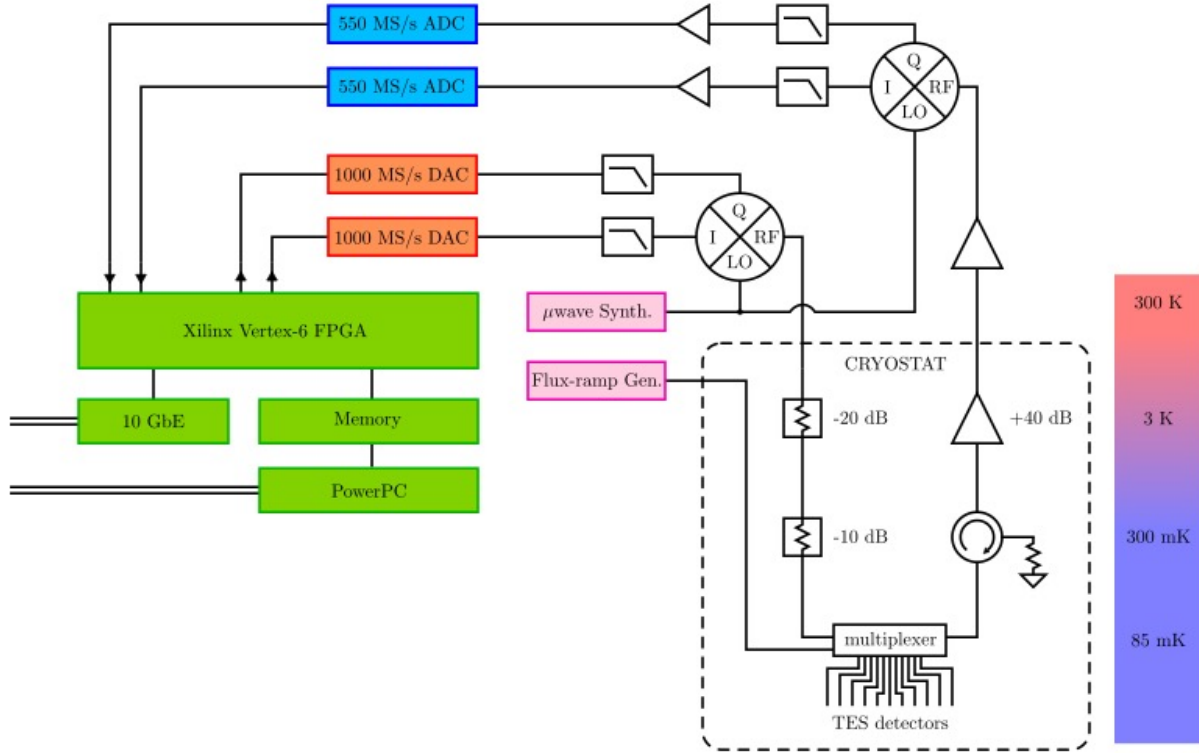 550 MS/s ADC
Q
I
RF
LO
550 MS/s ADC
1000 MS/s DAC
Q
I
RF
LO
1000 MS/s DAC
Xilinx Vertex-6 FPGA
μwave Synth.
300 K
CRYOSTAT
Flux-ramp Gen.
10 GbE
Memory
-20 dB
+40 dB
3 K
PowerPC
-10 dB
300 mK
multiplexer
85 mK
TES detectors